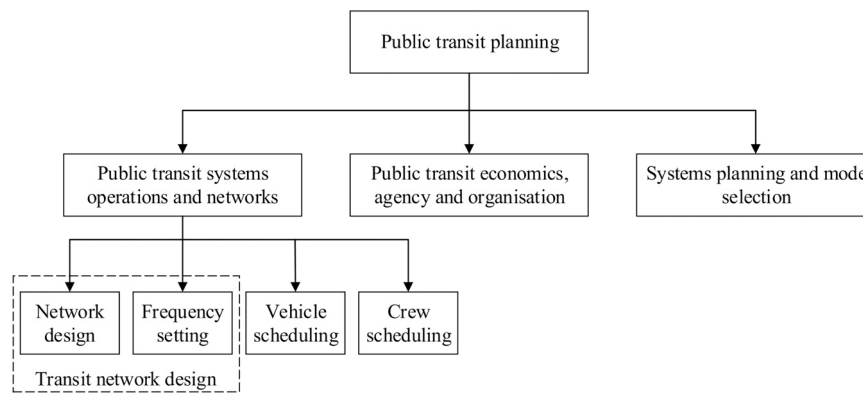 Public transit planning
Public transit systems
operations and networks
Public transit economics,
agency and organisation
Systems planning and mode
selection
Network
design
Frequency
setting
Vehicle
scheduling
Crew
scheduling
Transit network design